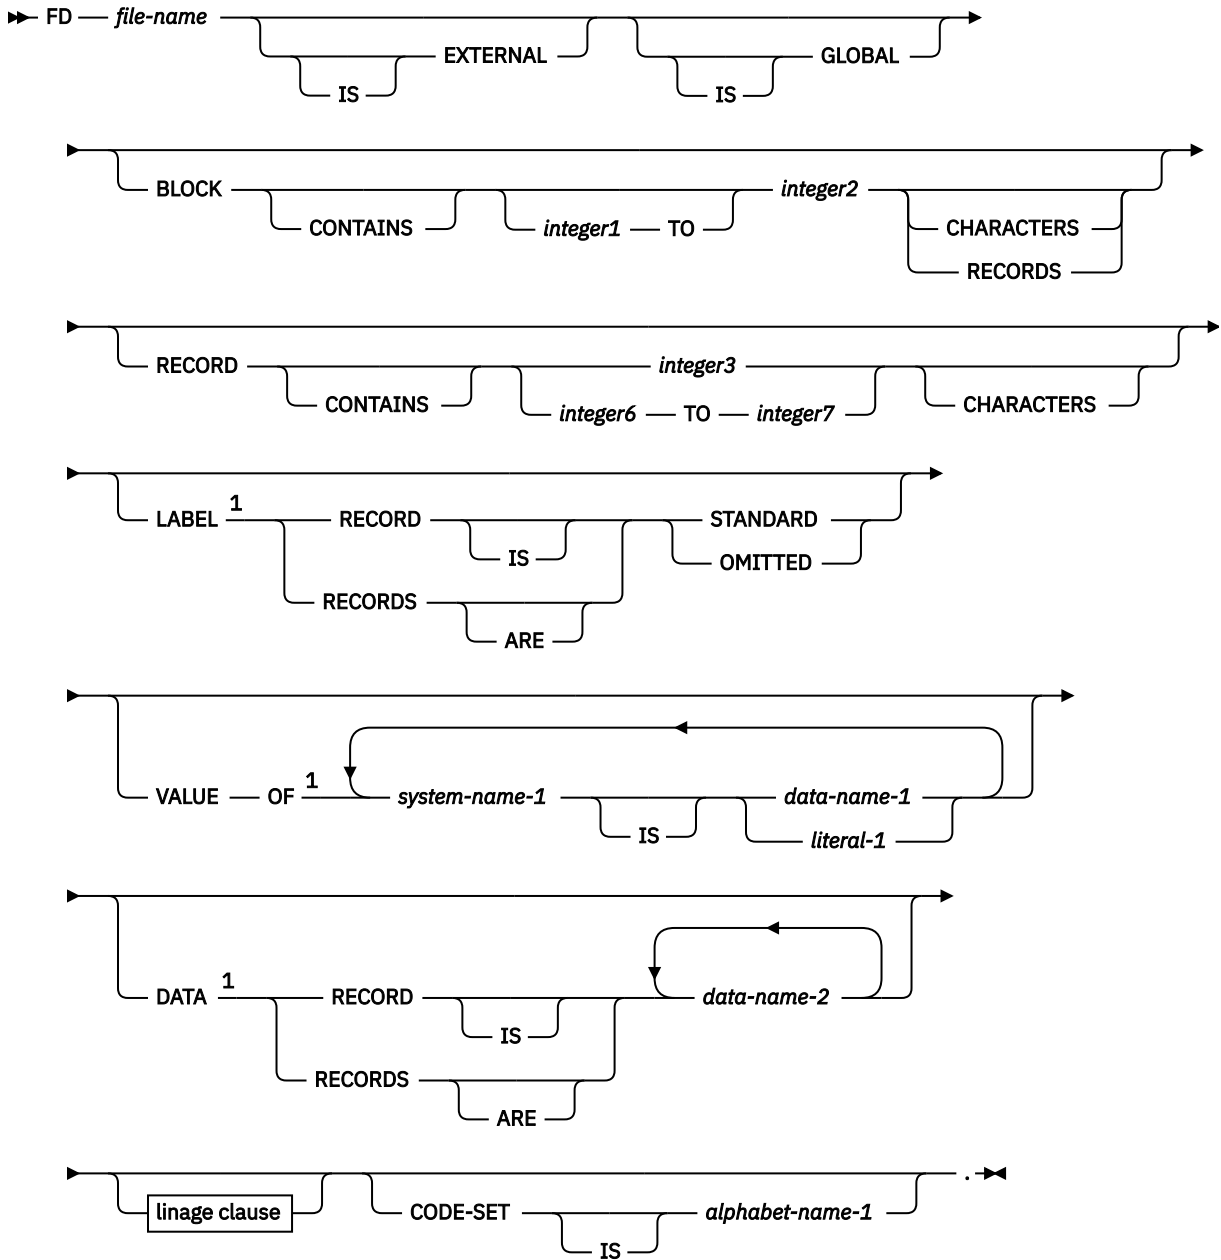 FD file-name EXTERNAL GLOBAL
IS IS
BLOCK integer2
CONTAINS integer1 TO CHARACTERS
RECORDS
RECORD integer3
CONTAINS integer6 TO integer7 CHARACTERS
LABEL 1 RECORD STANDARD
IS OMITTED
RECORDS
ARE
VALUE OF 1 system-name-1 data-name-1
IS literal-1
DATA 1 RECORD data-name-2
IS
RECORDS
ARE
linage clause CODE-SET alphabet-name-1 .
IS